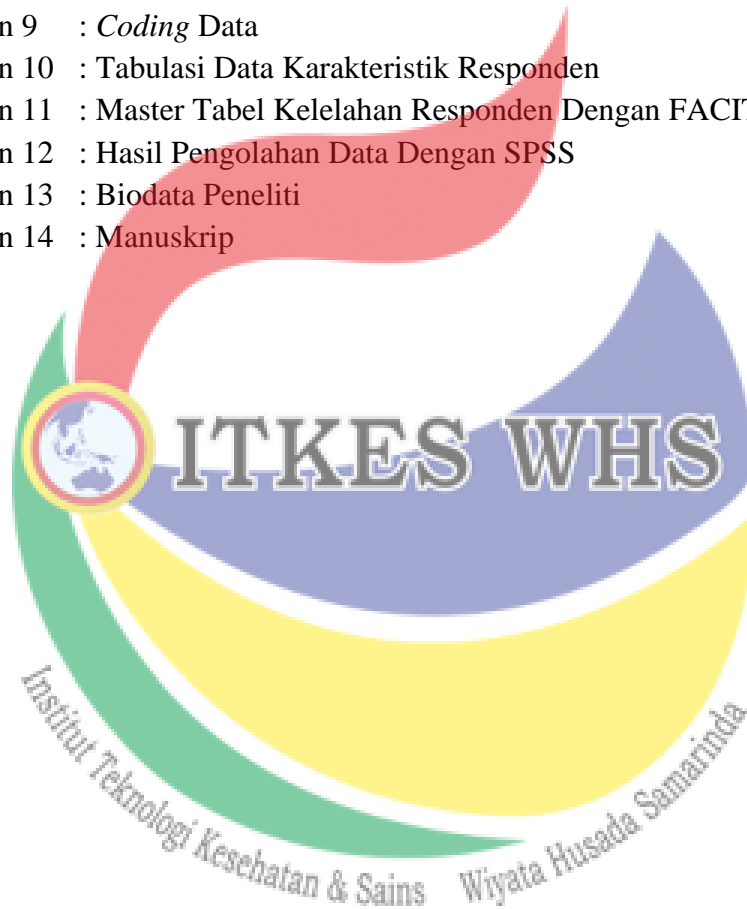 n 9 : Coding Data
n 10 : Tabulasi Data Karakteristik Responden
n 11 : Master Tabel Kelelahan Responden Dengan FACI
n 12 : Hasil Pengolahan Data Dengan SPSS
n 13 : Biodata Peneliti
n 14 : Manuskrip
ITKES WHS
Institut Teknologi Kesehatan & Sains Wiyata Husada Samarinda